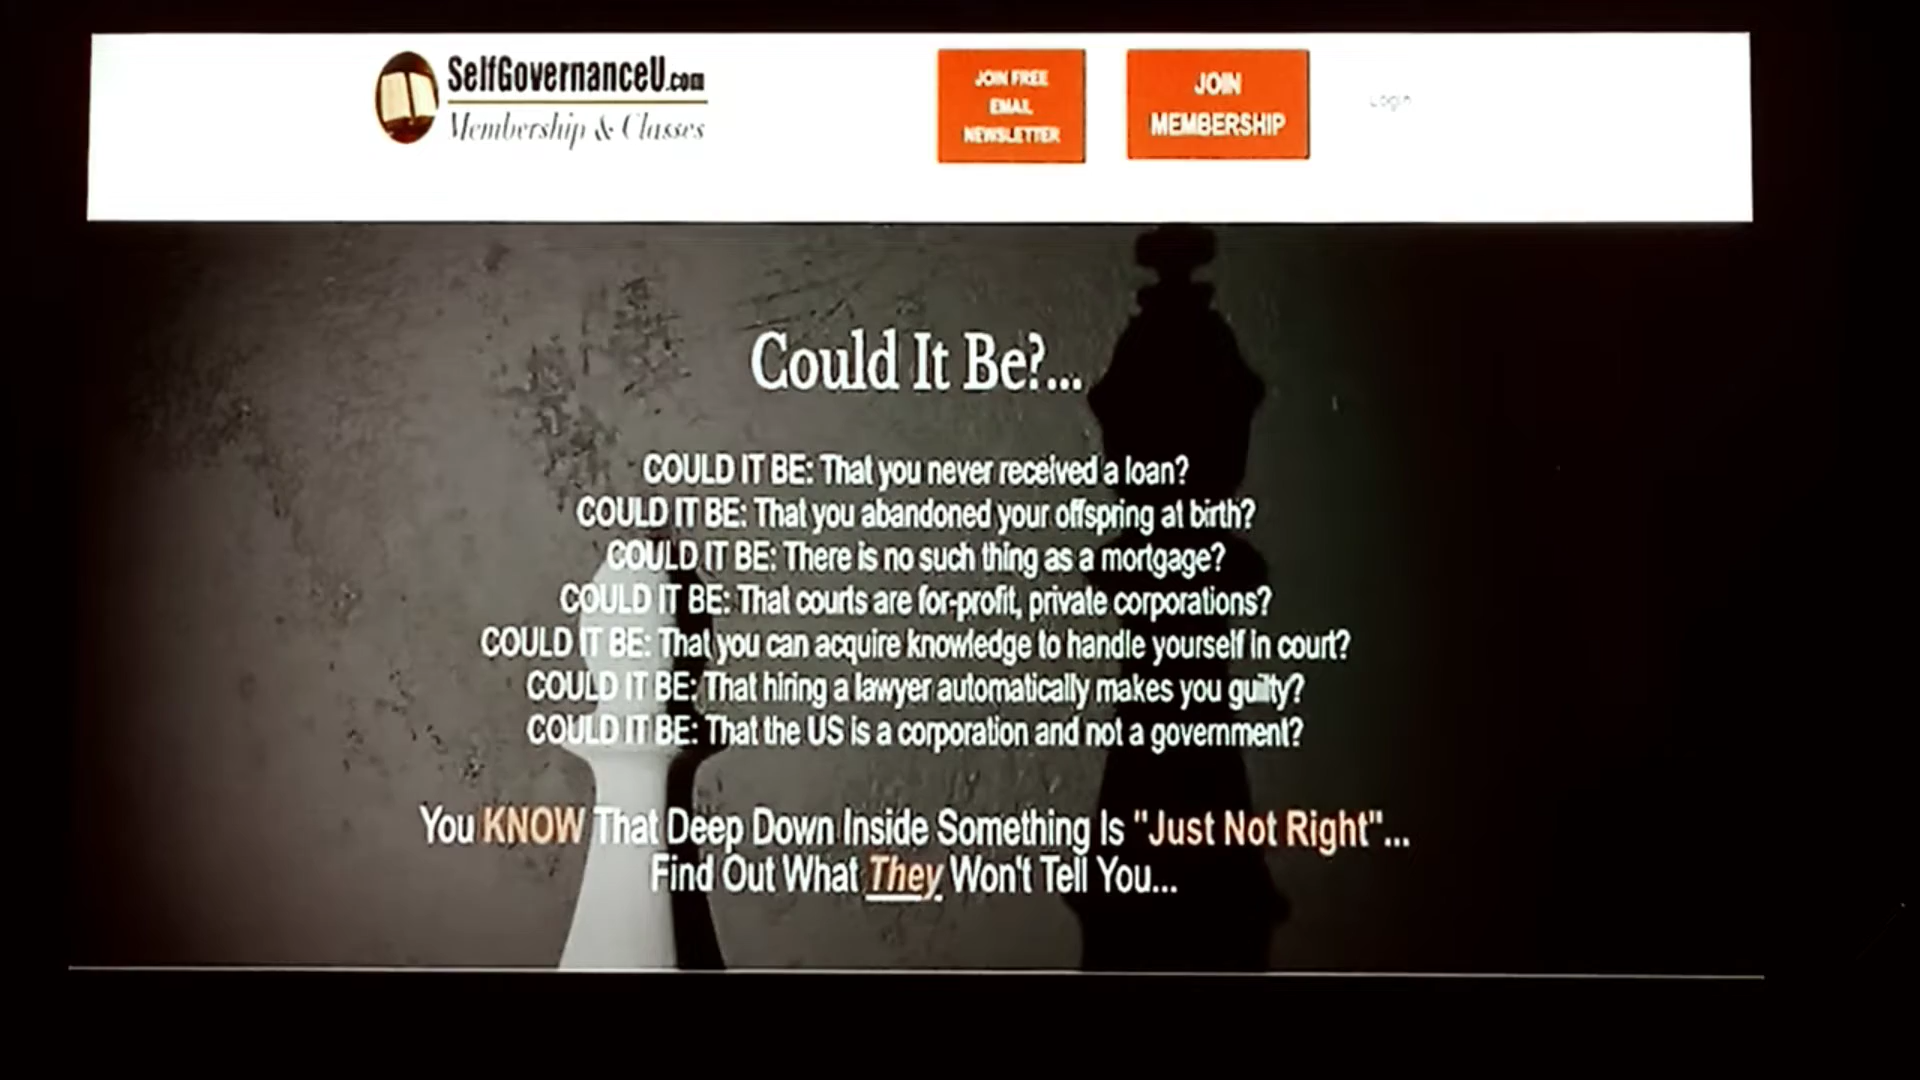 SelfGovernanceU.com
Membership & Classes
JOIN FREE
EMAIL
NEWSLETTER
JOIN
MEMBERSHIP
Login
Could It Be?...
COULD IT BE: That you never received a loan?
COULD IT BE: That you abandoned your offspring at birth?
COULD IT BE: There is no such thing as a mortgage?
COULD IT BE: That courts are for-profit, private corporations?
COULD IT BE: That you can acquire knowledge to handle yourself in court?
COULD IT BE: That hiring a lawyer automatically makes you guilty?
COULD IT BE: That the US is a corporation and not a government?
You KNOW That Deep Down Inside Something Is "Just Not Right"...
Find Out What They Won't Tell You...